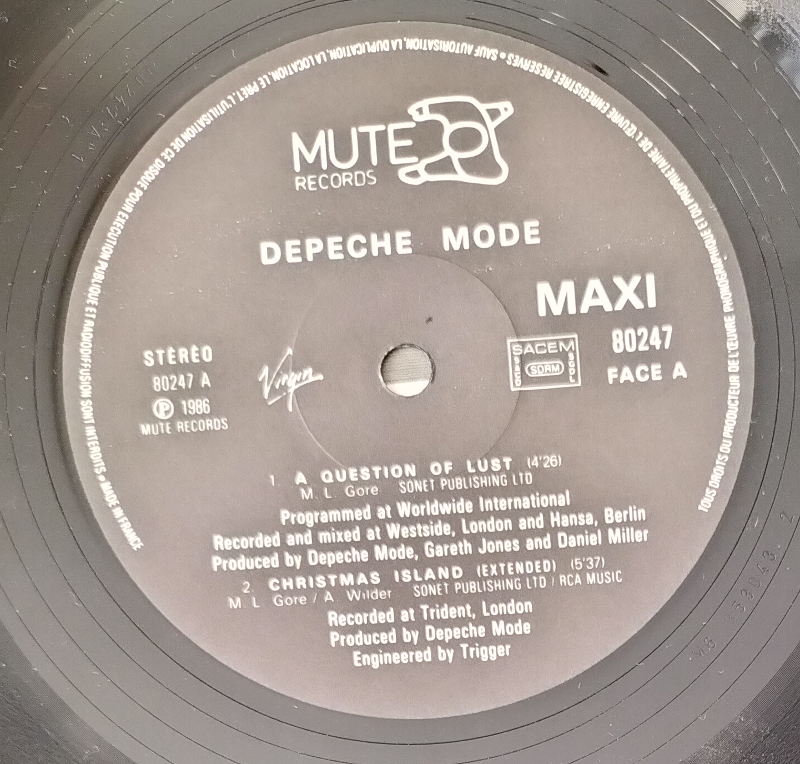 TOUS DROITS DU PRODUCTEUR DE L'ŒUVRE PHONOGRAPHIQUE ET DU PROPRIETAIRE DE L'ŒUVRE ENREGISTREE RESERVES • SAUF AUTORISATION, LA DUPLICATION, LA LOCATION, LE PRET, L'UTILISATION DE CE DISQUE POUR EXECUTION PUBLIQUE ET RADIODIFFUSION SONT INTERDITS • MADE IN FRANCE
MUTE
RECORDS
DEPECHE MODE
MAXI
STEREO
80247 A
Ⓟ 1986
MUTE RECORDS
Virgin
SACEM
SACD
SDRM
SGDL
80247
FACE A
1. A QUESTION OF LUST (4'26)
M. L. Gore SONET PUBLISHING LTD
Programmed at Worldwide International
Recorded and mixed at Westside, London and Hansa, Berlin
Produced by Depeche Mode, Gareth Jones and Daniel Miller
2. CHRISTMAS ISLAND (EXTENDED) (5'37)
M. L. Gore / A. Wilder SONET PUBLISHING LTD / RCA MUSIC
Recorded at Trident, London
Produced by Depeche Mode
Engineered by Trigger